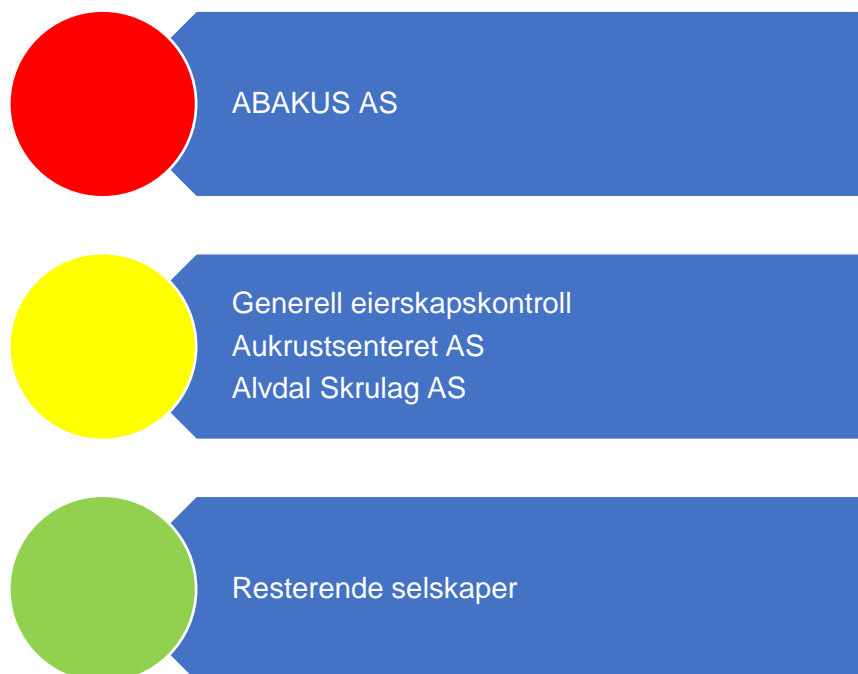 ABAKUS AS
Generell eierskapskontroll
Aukrustsenteret AS
Alvdal Skrulag AS
Resterende selskaper